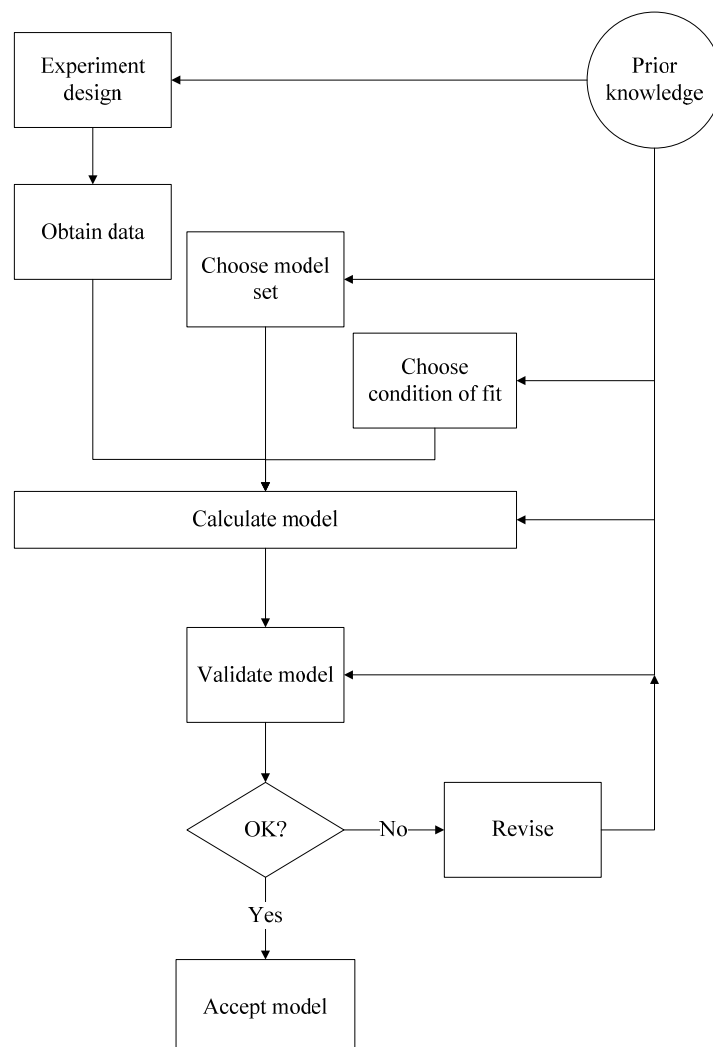 Experiment
design
Prior
knowledge
Obtain data
Choose model
set
Choose
condition of fit
Calculate model
Validate model
OK?
No
Revise
Yes
Accept model